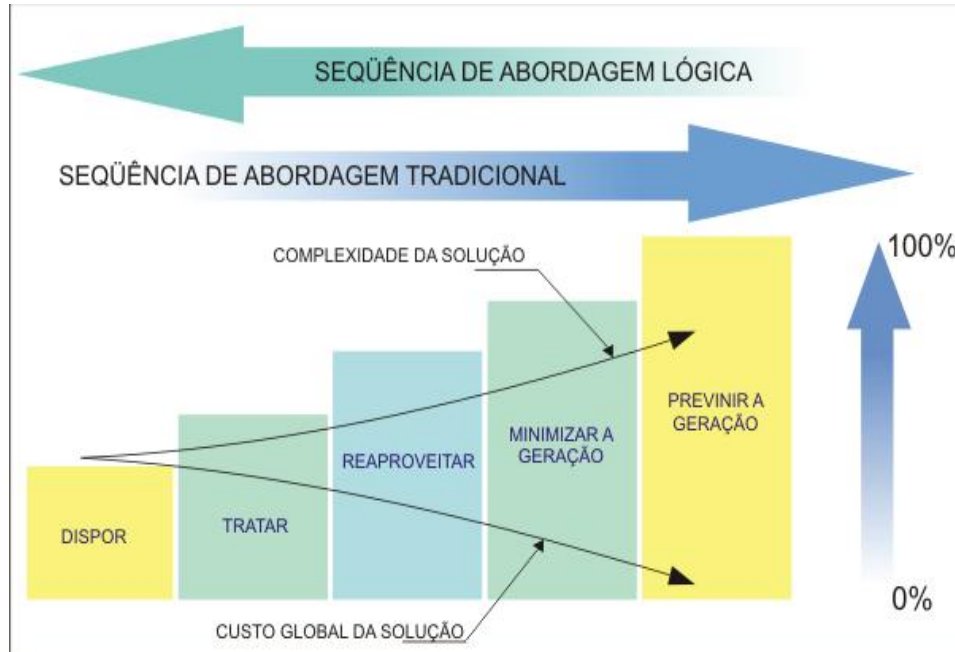 SEQÜÊNCIA DE ABORDAGEM LÓGICA
SEQÜÊNCIA DE ABORDAGEM TRADICIONAL
COMPLEXIDADE DA SOLUÇÃO
100%
PREVINIR A
GERAÇÃO
MINIMIZAR A
GERAÇÃO
REAPROVEITAR
TRATAR
DISPOR
0%
CUSTO GLOBAL DA SOLUÇÃO